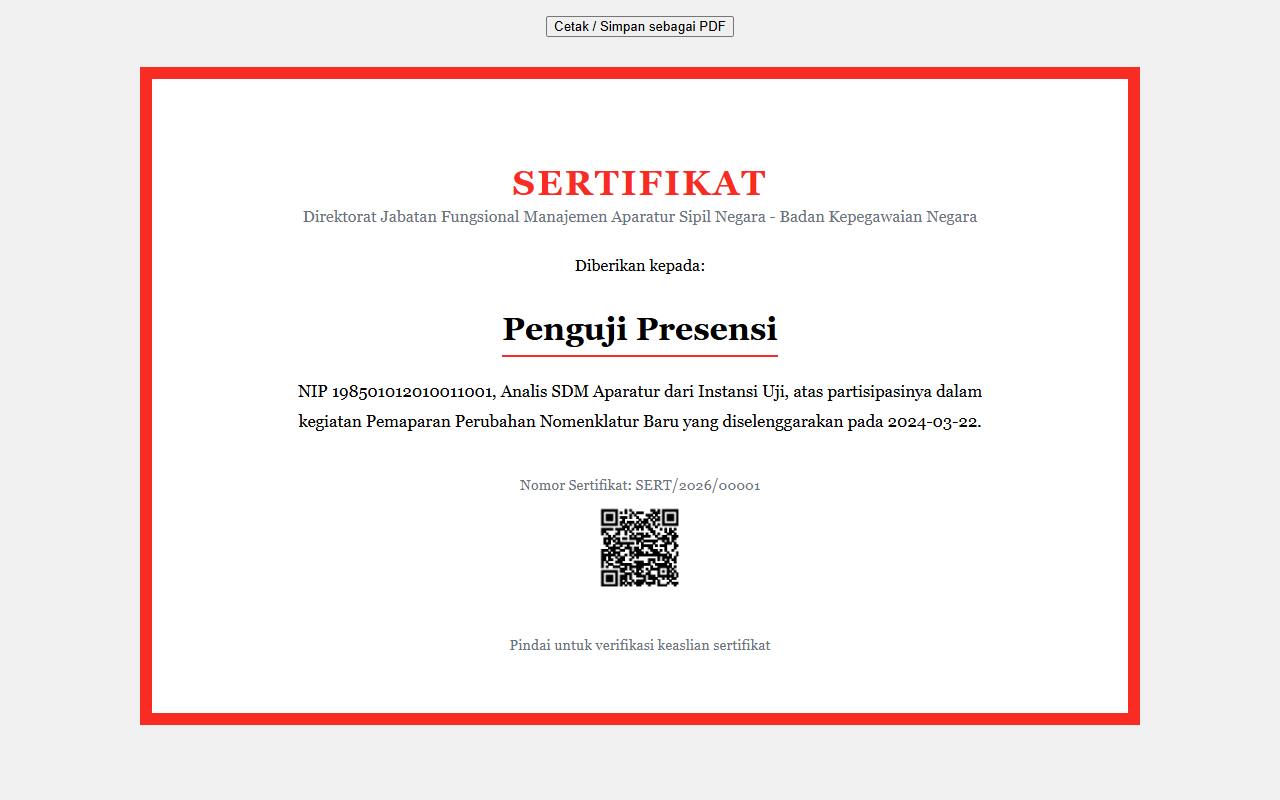 Cetak / Simpan sebagai PDF
SERTIFIKAT
Direktorat Jabatan Fungsional Manajemen Aparatur Sipil Negara - Badan Kepegawaian Negara
Diberikan kepada:
Penguji Presensi
NIP 198501012010011001, Analis SDM Aparatur dari Instansi Uji, atas partisipasinya dalam
kegiatan Pemaparan Perubahan Nomenklatur Baru yang diselenggarakan pada 2024-03-22.
Nomor Sertifikat: SERT/2026/00001
Pindai untuk verifikasi keaslian sertifikat